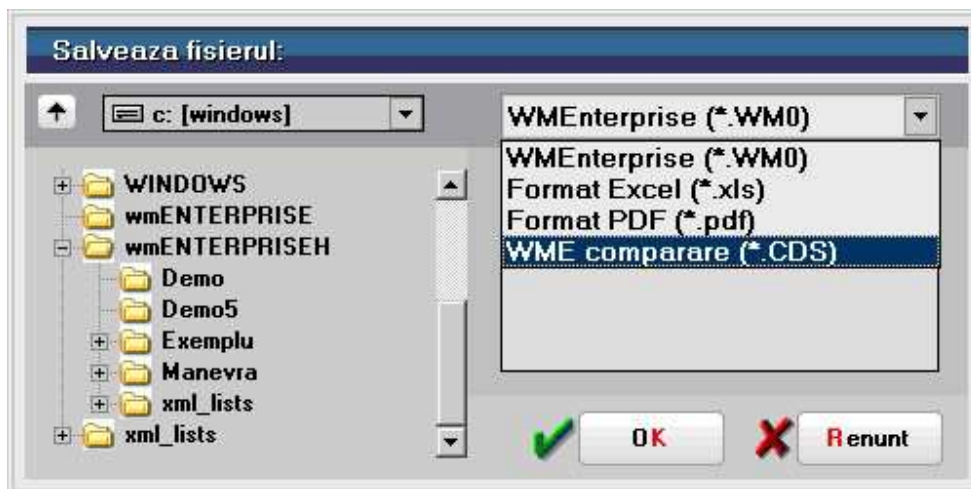 Salveaza fisierul:
c: [windows]
WMEnterprise (*.WM0)
WINDOWS
wmENTERPRISE
wmENTERPRISEH
Demo
Demo5
Exemplu
Manevra
xml_lists
xml_lists
WMEnterprise (*.WM0)
Format Excel (*.xls)
Format PDF (*.pdf)
WME comparare (*.CDS)
OK
Renunt